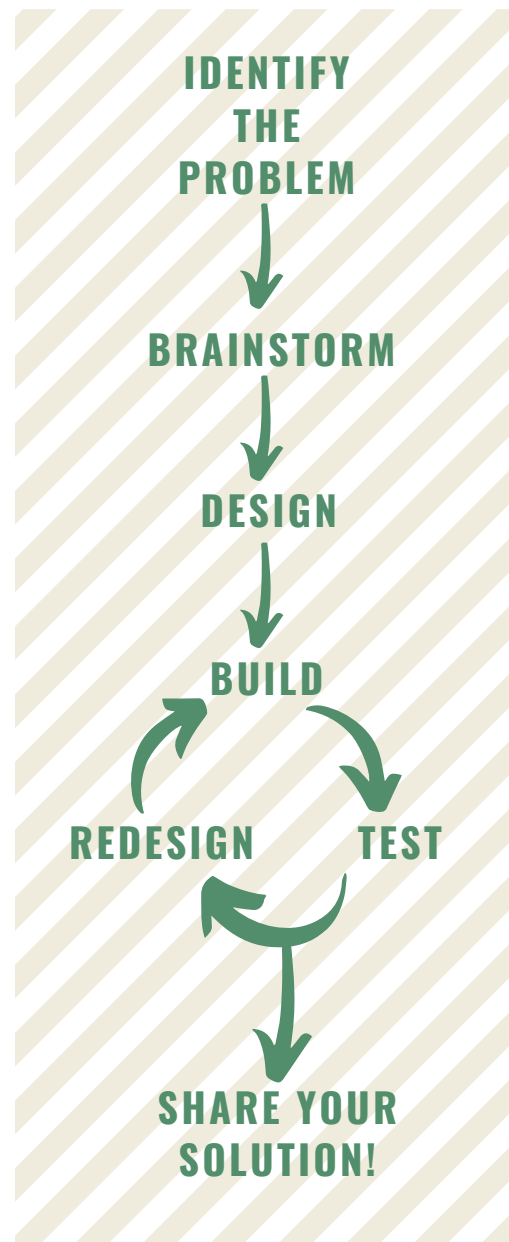 IDENTIFY
THE
PROBLEM
BRAINSTORM
DESIGN
BUILD
REDESIGN
TEST
SHARE YOUR
SOLUTION!